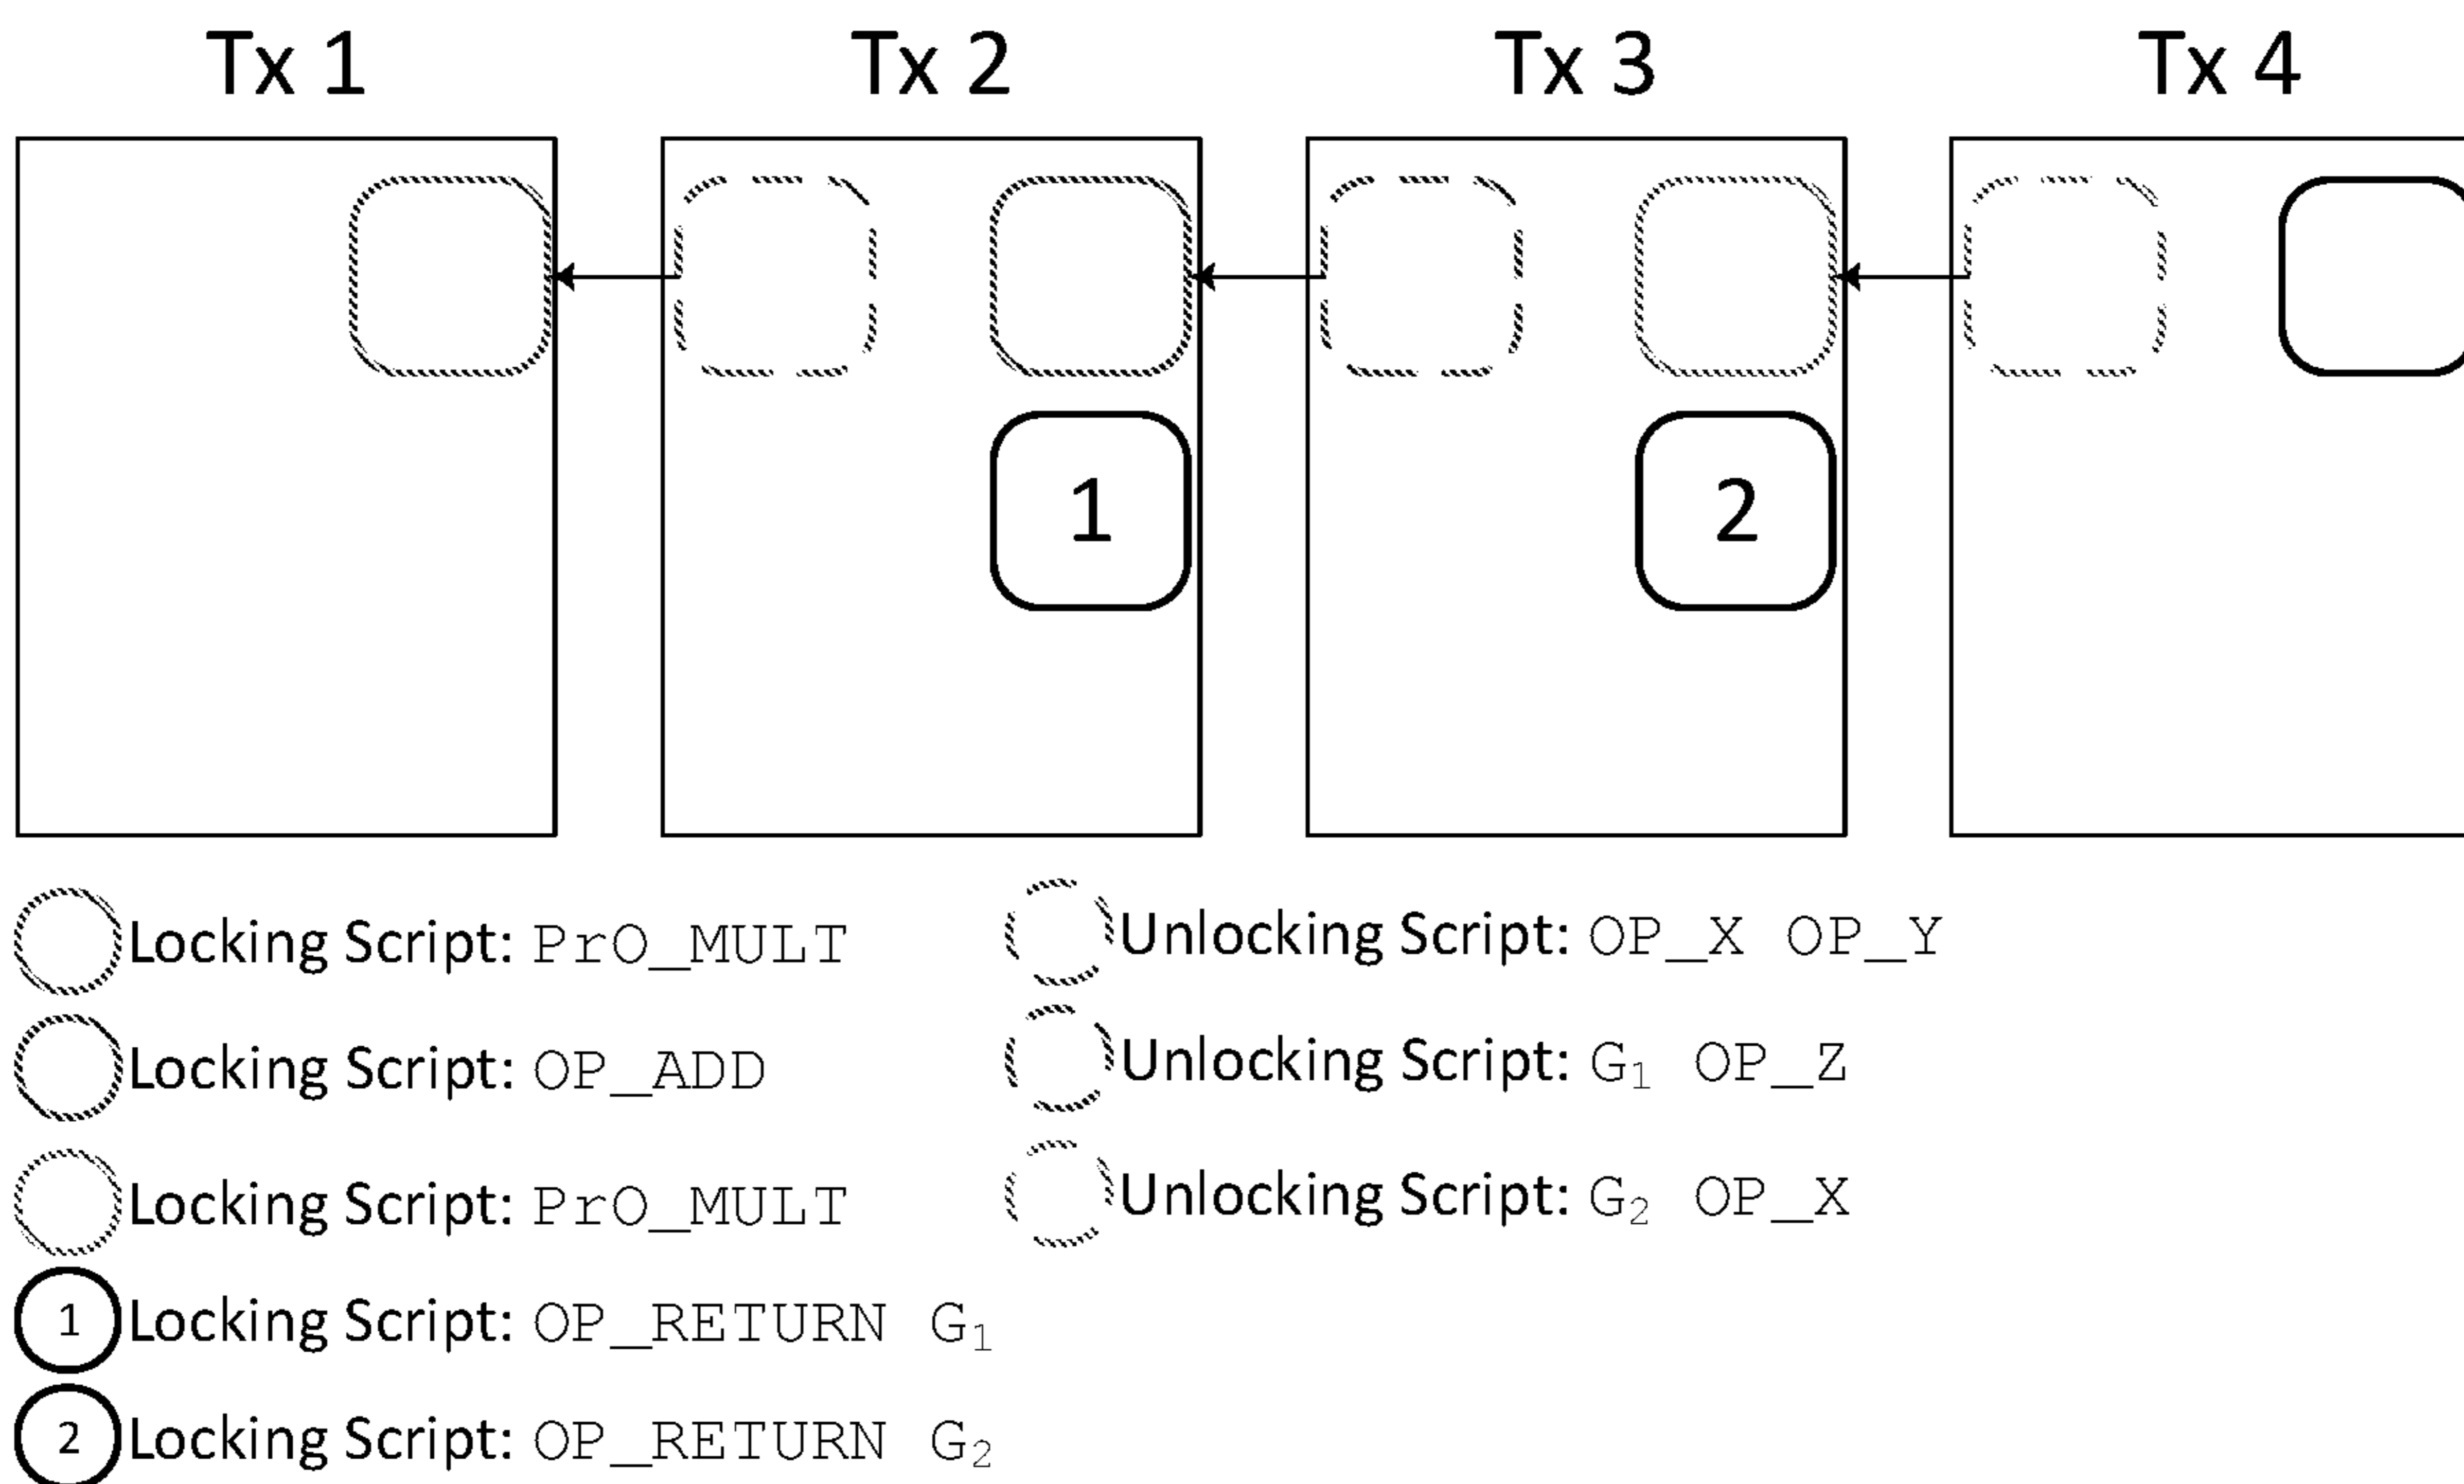 Tx 1 Tx 2 Tx 3 Tx 4
1 2
Locking Script: PrO_MULT Unlocking Script: OP_X OP_Y
Locking Script: OP_ADD Unlocking Script: G₁ OP_Z
Locking Script: PrO_MULT Unlocking Script: G₂ OP_X
1 Locking Script: OP_RETURN G₁
2 Locking Script: OP_RETURN G₂